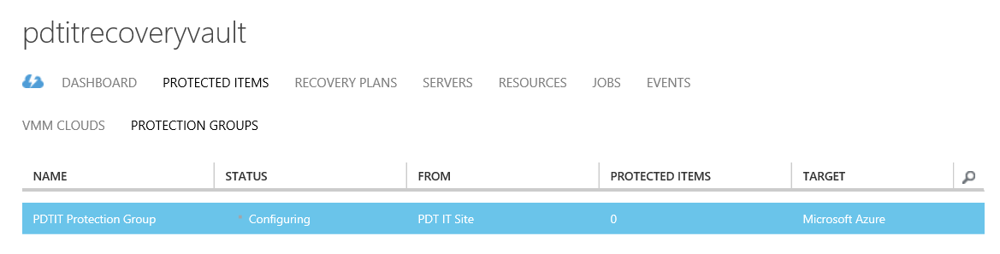 pdtitrecoveryvault
DASHBOARD PROTECTED ITEMS RECOVERY PLANS SERVERS RESOURCES JOBS EVENTS
VMM CLOUDS PROTECTION GROUPS
NAME STATUS FROM PROTECTED ITEMS TARGET
PDTIT Protection Group Configuring PDT IT Site 0 Microsoft Azure